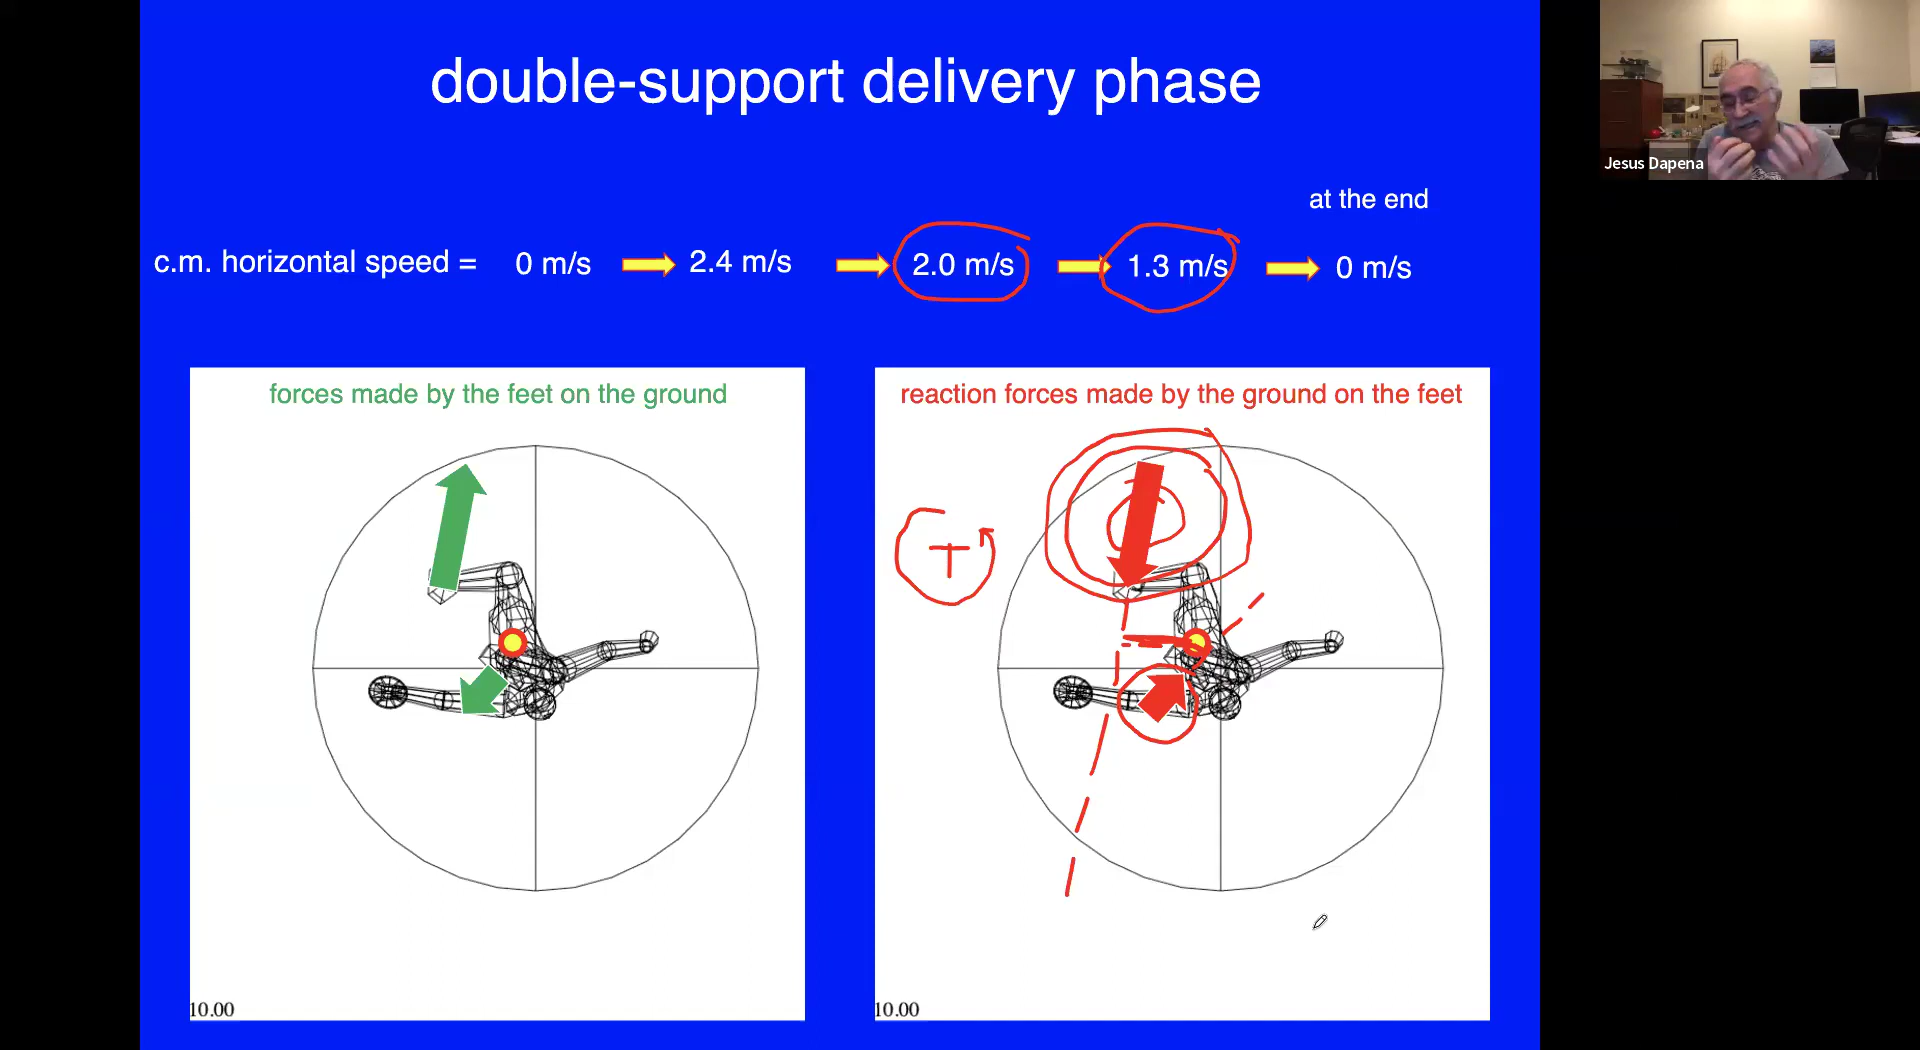 double-support delivery phase
Jesus Dapena
at the end
c.m. horizontal speed = 0 m/s 2.4 m/s 2.0 m/s 1.3 m/s 0 m/s
forces made by the feet on the ground
reaction forces made by the ground on the feet
T
10.00
10.00